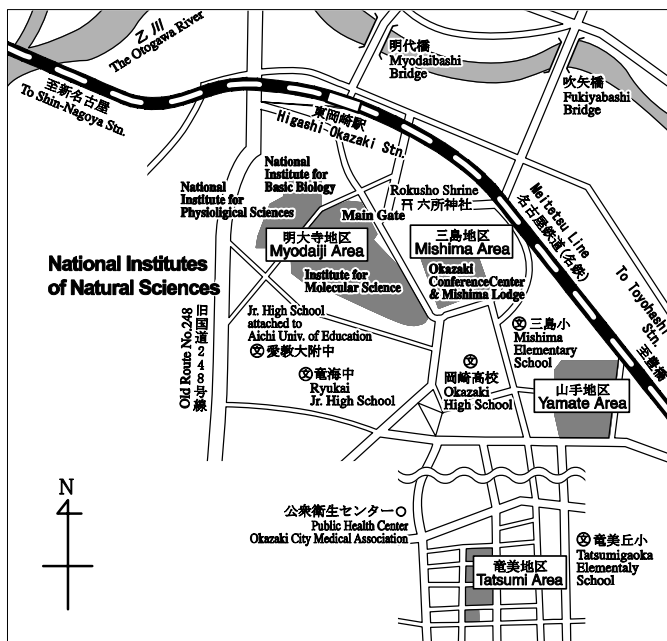 乙川
The Otogawa River
至新名古屋
To Shin-Nagoya Stn.
明代橋
Myodaibashi
Bridge
吹矢橋
Fukiyabashi
Bridge
東岡崎駅
Higashi-Okazaki Stn.
National
Institute for
Basic Biology
National
Institute for
Physioligical Sciences
Main Gate
Rokusho Shrine
六所神社
Meitetsu Line
名古屋鉄道(名鉄)
明大寺地区
Myodaiji Area
三島地区
Mishima Area
National Institutes
of Natural Sciences
Institute for
Molecular Science
Okazaki
ConferenceCenter
& Mishima Lodge
To Toyohashi
Stn.
至豊橋
旧国道248号線
Old Route No.248
Jr. High School
attached to
Aichi Univ. of Education
文 愛教大附中
文 三島小
Mishima
Elementary
School
文 竜海中
Ryukai
Jr. High School
文
岡崎高校
Okazaki
High School
山手地区
Yamate Area
N
公衆衛生センター
Public Health Center
Okazaki City Medical Association
文 竜美丘小
Tatsumigaoka
Elementaly
School
竜美地区
Tatsumi Area